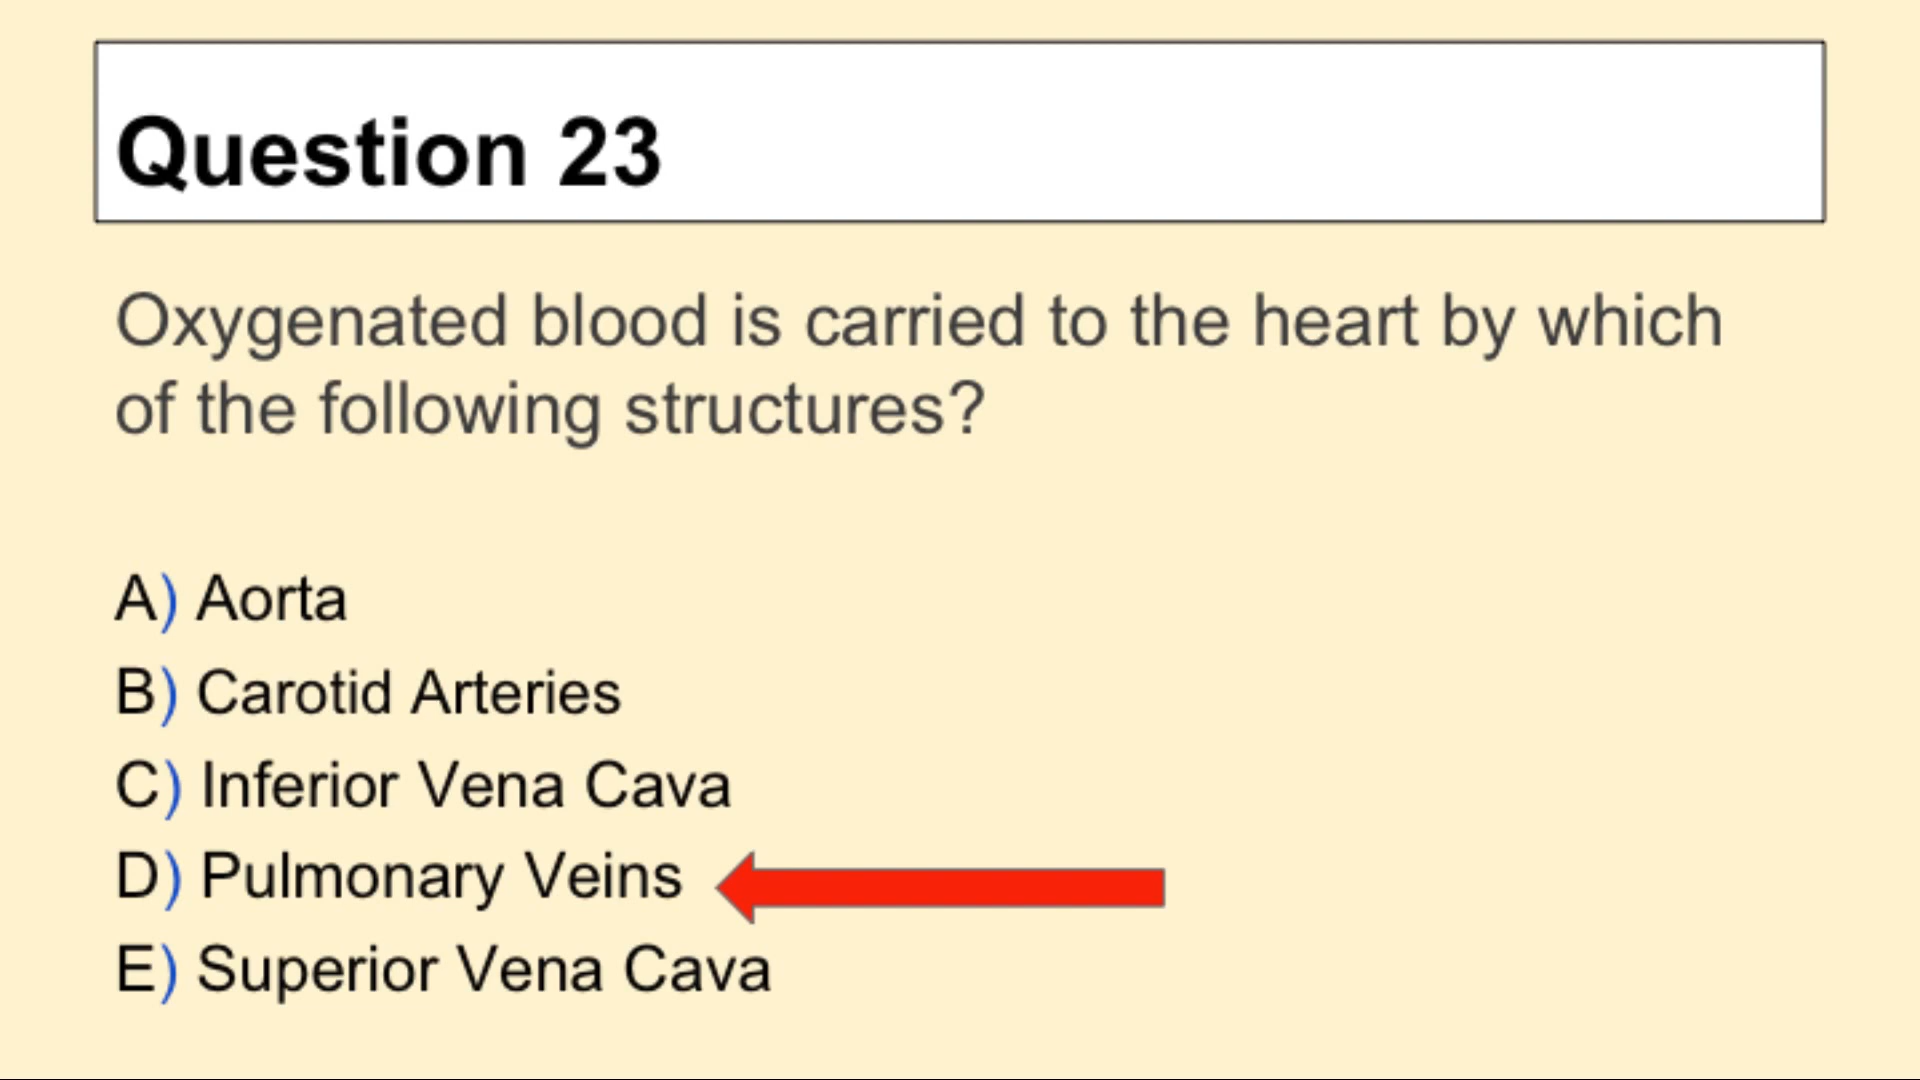 Question 23
Oxygenated blood is carried to the heart by which
of the following structures?
A) Aorta
B) Carotid Arteries
C) Inferior Vena Cava
D) Pulmonary Veins
E) Superior Vena Cava